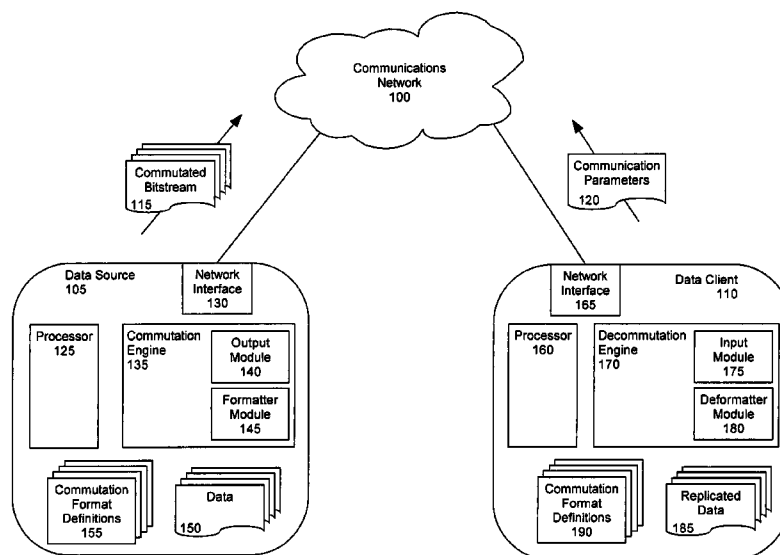 Communications
Network
100
Commutated
Bitstream
115
Communication
Parameters
120
Data Source
105
Network
Interface
130
Processor
125
Commutation
Engine
135
Output
Module
140
Formatter
Module
145
Commutation
Format
Definitions
155
Data
150
Network
Interface
165
Data Client
110
Processor
160
Decommutation
Engine
170
Input
Module
175
Deformatter
Module
180
Commutation
Format
Definitions
190
Replicated
Data
185